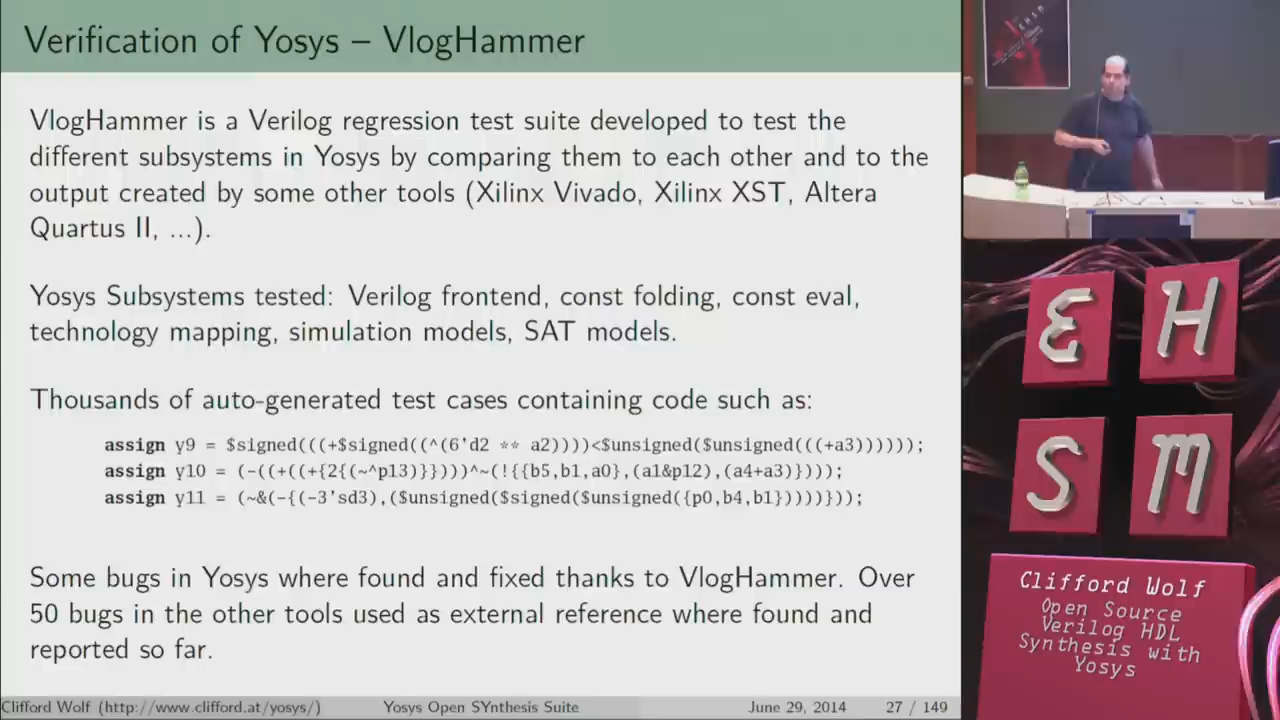 Verification of Yosys – VlogHammer
VlogHammer is a Verilog regression test suite developed to test the
different subsystems in Yosys by comparing them to each other and to the
output created by some other tools (Xilinx Vivado, Xilinx XST, Altera
Quartus II, ...).
Yosys Subsystems tested: Verilog frontend, const folding, const eval,
technology mapping, simulation models, SAT models.
Thousands of auto-generated test cases containing code such as:
assign y9 = $signed(((+$signed((^(6'd2 ** a2))))<$unsigned($unsigned(((+a3))))));
assign y10 = (-((+((+{2{(~^p13)}})))^~(!{{b5,b1,a0},(a1&p12),(a4+a3)})));
assign y11 = (~&(-{(-3'sd3),($unsigned($signed($unsigned({p0,b4,b1}))))}));
Some bugs in Yosys where found and fixed thanks to VlogHammer. Over
50 bugs in the other tools used as external reference where found and
reported so far.
Clifford Wolf (http://www.clifford.at/yosys/)
Yosys Open SYnthesis Suite
June 29, 2014
27 / 149
E H
S M
Clifford Wolf
Open Source
Verilog HDL
Synthesis with
Yosys